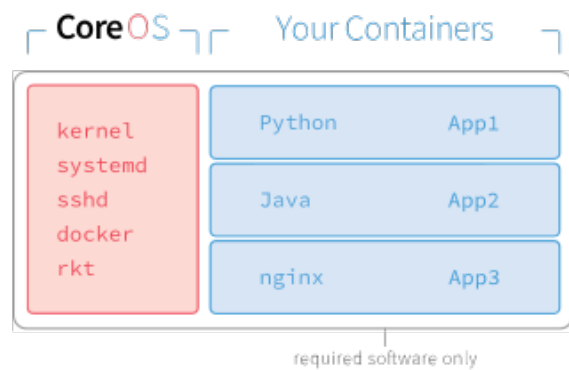 CoreOS
Your Containers
kernel
systemd
sshd
docker
rkt
Python App1
Java App2
nginx App3
required software only